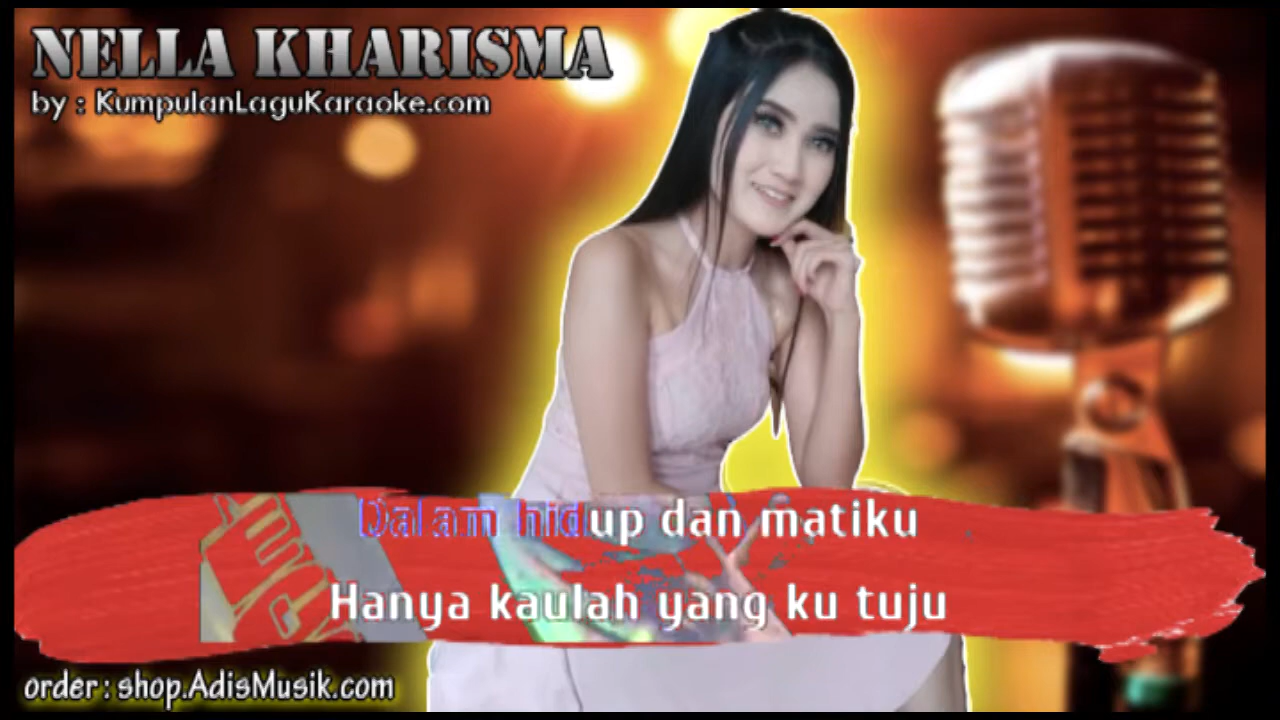 NELLA KHARISMA
by : KumpulanLaguKaraoke.com
Dalam hidup dan matiku
Hanya kaulah yang ku tuju
order : shop.AdisMusik.com